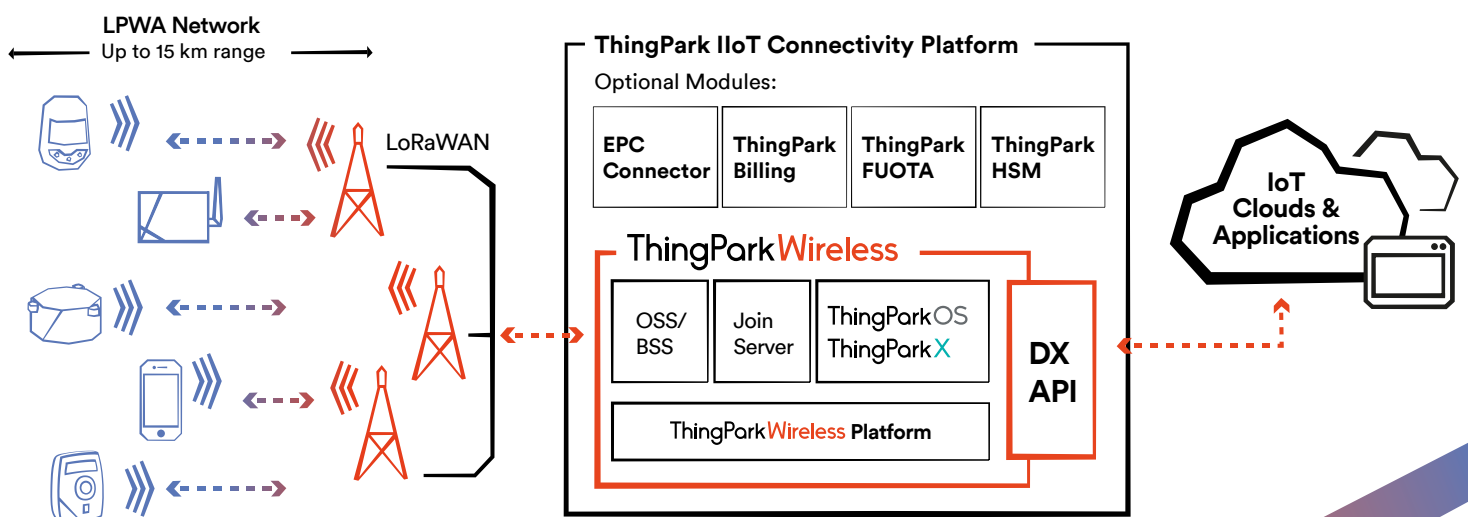 LPWA Network
Up to 15 km range
LoRaWAN
ThingPark IIoT Connectivity Platform
Optional Modules:
EPC
Connector
ThingPark
Billing
ThingPark
FUOTA
ThingPark
HSM
ThingParkWireless
OSS/
BSS
Join
Server
ThingParkOS
ThingParkX
DX
API
ThingParkWireless Platform
IoT
Clouds &
Applications